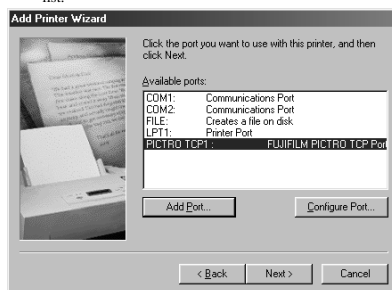 list.
Add Printer Wizard
Click the port you want to use with this printer, and then
click Next.
Available ports:
COM1: Communications Port
COM2: Communications Port
FILE: Creates a file on disk
LPT1: Printer Port
PICTRO TCP1 : FUJIFILM PICTRO TCP Port
Add Port...
Configure Port...
< Back
Next >
Cancel